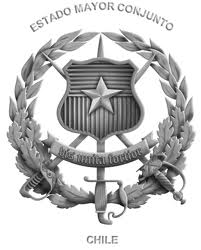 ESTADO MAYOR CONJUNTO
Vis unita fortior
CHILE